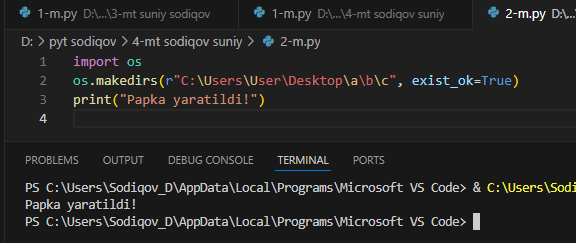 1-m.py D:\...\3-mt suniy sodiqov 1-m.py D:\...\4-mt sodiqov suniy 2-m.py D:\...
D: > pyt sodiqov > 4-mt sodiqov suniy > 2-m.py
1 import os
2 os.makedirs(r"C:\Users\User\Desktop\a\b\c", exist_ok=True)
3 print("Papka yaratildi!")
4
PROBLEMS OUTPUT DEBUG CONSOLE TERMINAL PORTS
PS C:\Users\Sodiqov_D\AppData\Local\Programs\Microsoft VS Code> & C:\Users\Sodi
Papka yaratildi!
PS C:\Users\Sodiqov_D\AppData\Local\Programs\Microsoft VS Code>